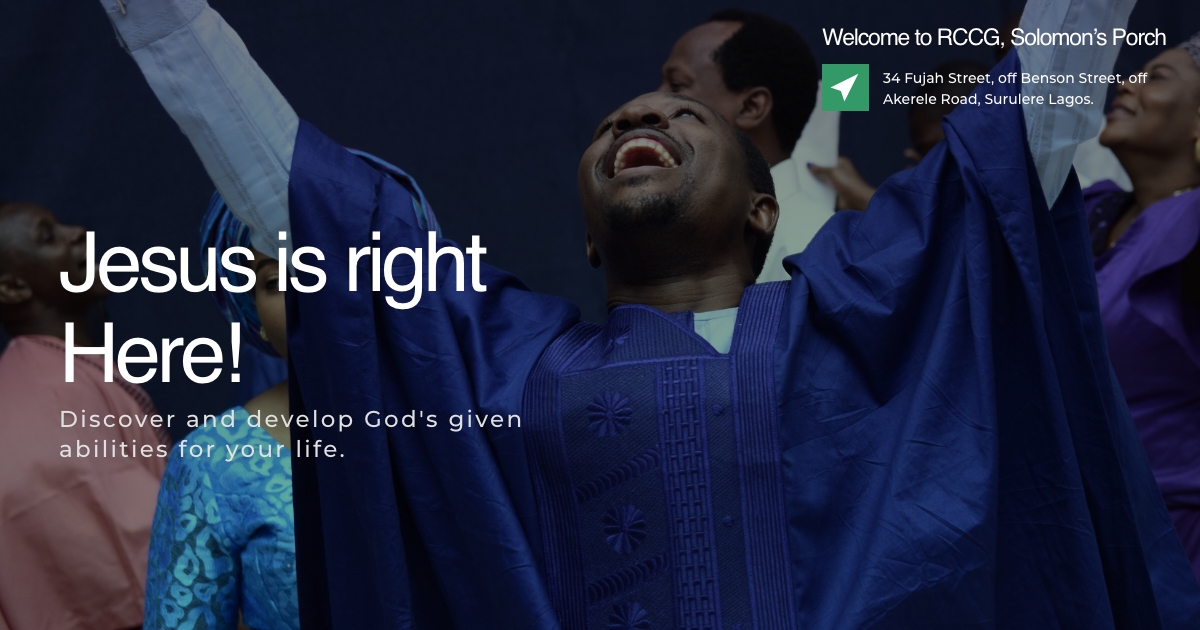 Welcome to RCCG, Solomon’s Porch
34 Fujah Street, off Benson Street, off
Akerele Road, Surulere Lagos.
Jesus is right
Here!
Discover and develop God's given
abilities for your life.